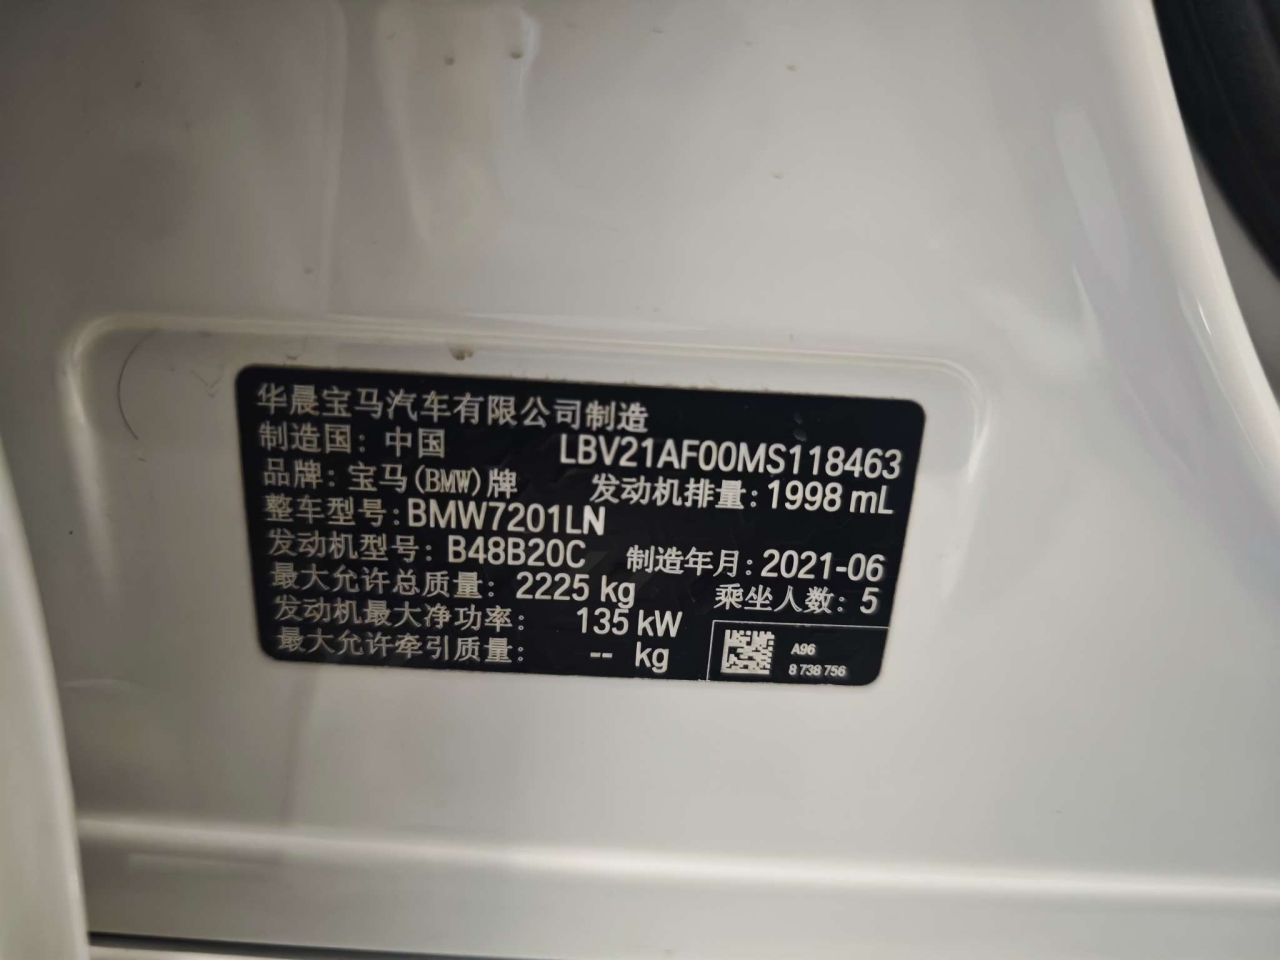 华晨宝马汽车有限公司制造
制造国：中国 LBV21AF00MS118463
品牌：宝马(BMW)牌 发动机排量：1998 mL
整车型号：BMW7201LN
发动机型号：B48B20C 制造年月：2021-06
最大允许总质量：2225 kg 乘坐人数：5
发动机最大净功率：135 kW
最大允许牵引质量：-- kg
A96
8 738 756